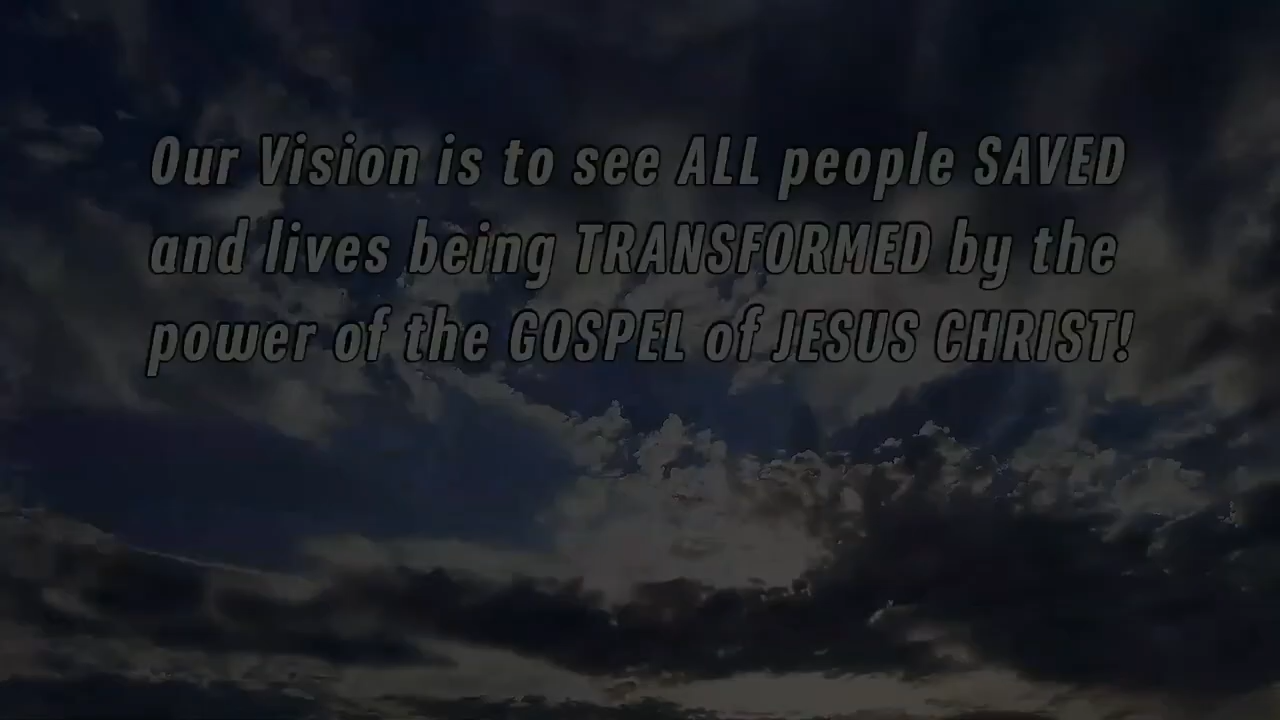 Our Vision is to see ALL people SAVED
and lives being TRANSFORMED by the
power of the GOSPEL of JESUS CHRIST!